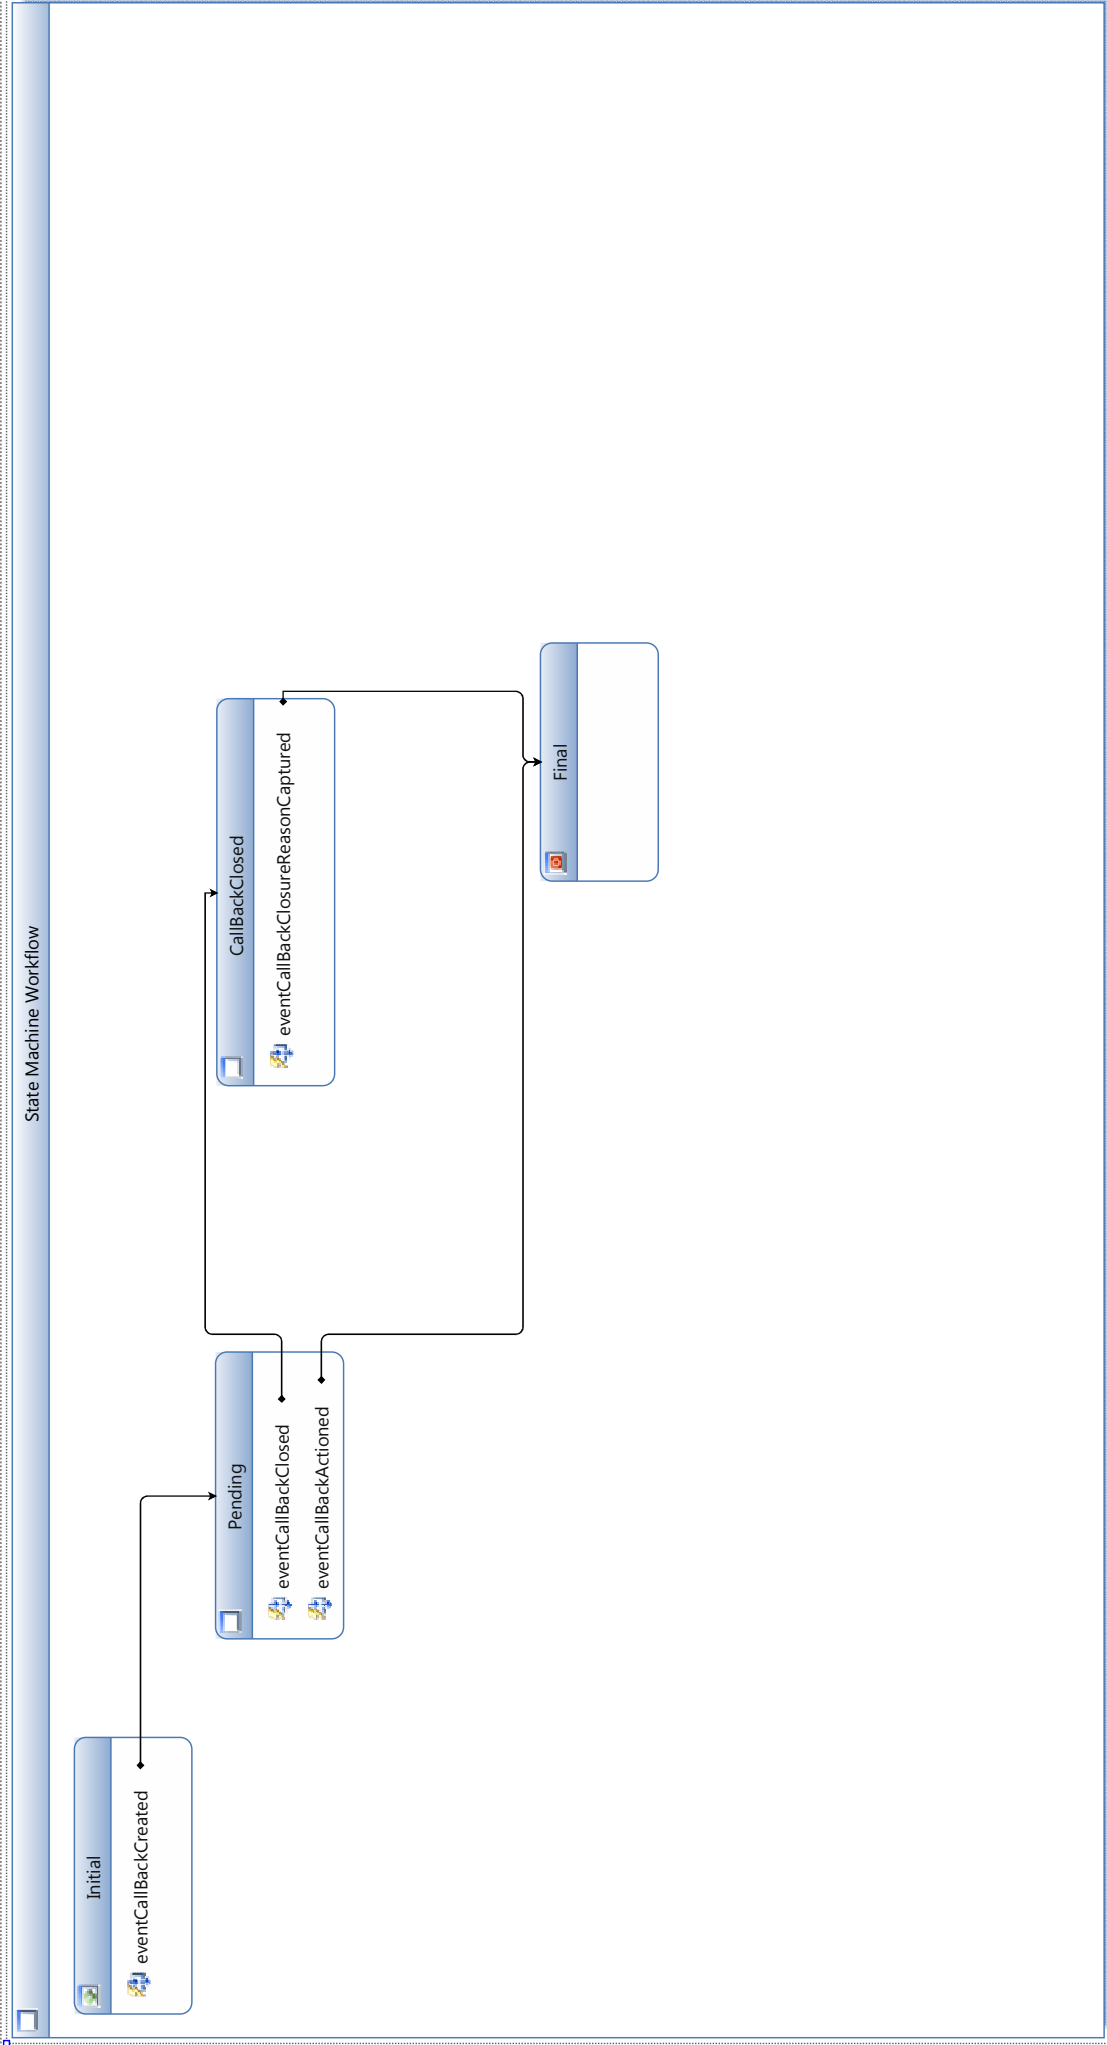 State Machine Workflow
Initial
eventCallBackCreated
Pending
eventCallBackClosed
eventCallBackActioned
CallBackClosed
eventCallBackClosureReasonCaptured
Final